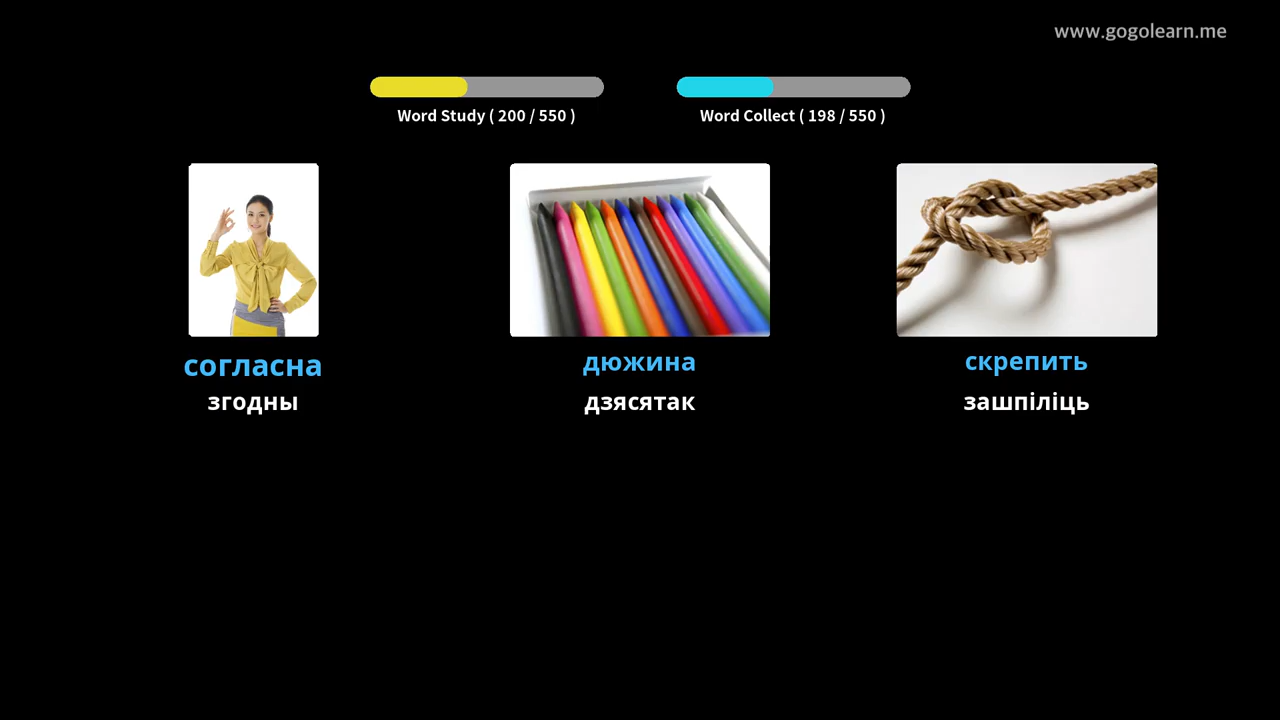 www.gogolearn.me
Word Study ( 200 / 550 )
Word Collect ( 198 / 550 )
согласна
згодны
дюжина
дзясятак
скрепить
зашпіліць